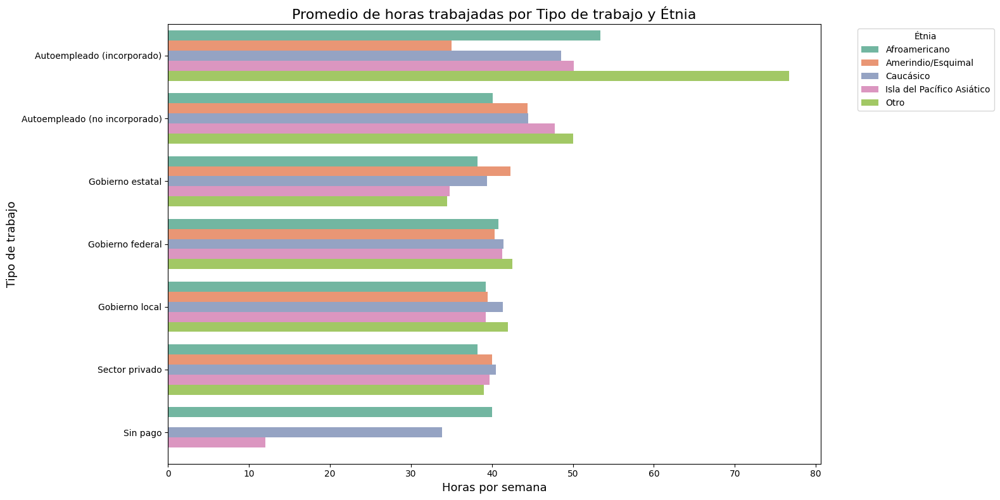 Promedio de horas trabajadas por Tipo de trabajo y Étnia
Étnia
Afroamericano
Amerindio/Esquimal
Caucásico
Isla del Pacífico Asiático
Otro
Tipo de trabajo
Autoempleado (incorporado)
Autoempleado (no incorporado)
Gobierno estatal
Gobierno federal
Gobierno local
Sector privado
Sin pago
0 10 20 30 40 50 60 70 80
Horas por semana